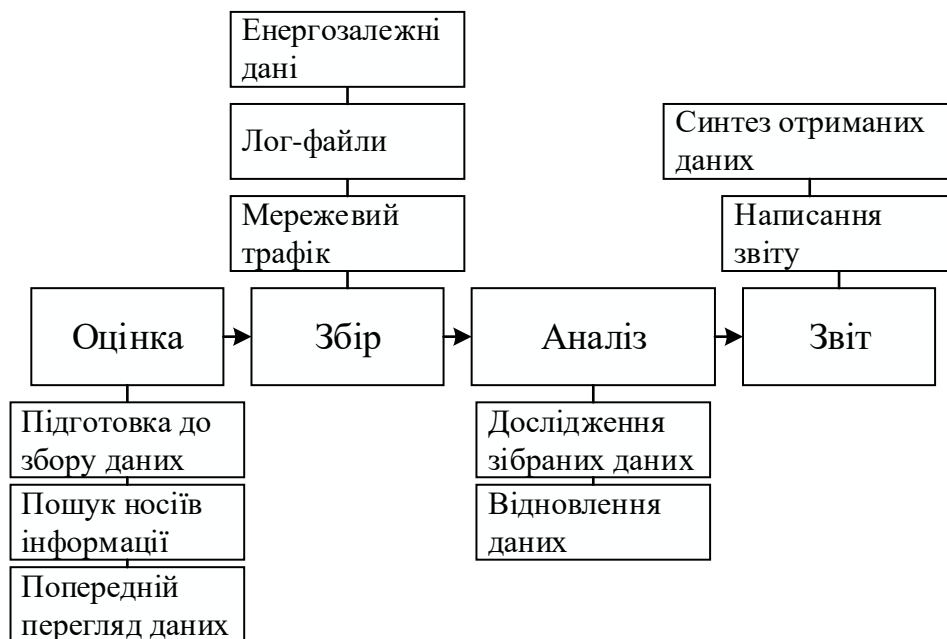 Енергозалежні
дані
Лог-файли
Мережевий
трафік
Синтез отриманих
даних
Написання
звіту
Оцінка
Збір
Аналіз
Звіт
Підготовка до
збору даних
Пошук носіїв
інформації
Попередній
перегляд даних
Дослідження
зібраних даних
Відновлення
даних